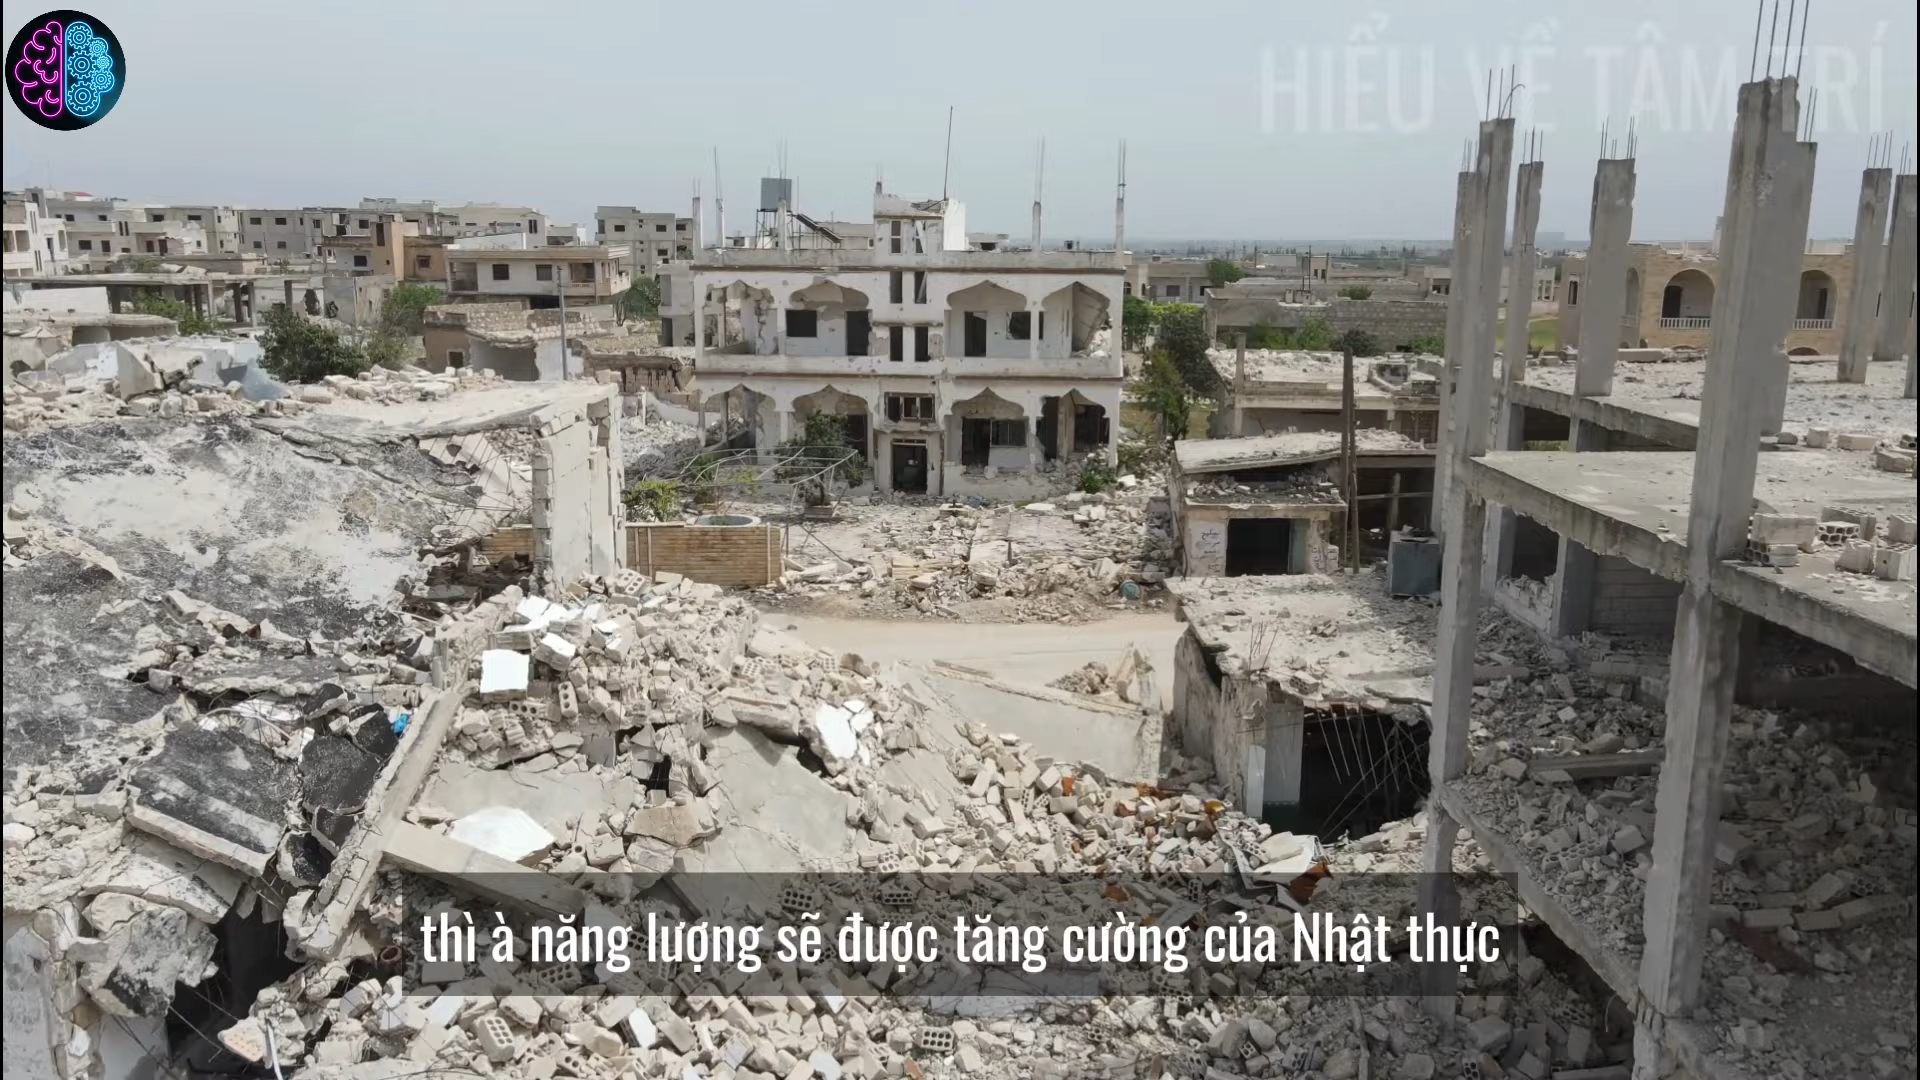 HIỂU VỀ TÂM TRÍ
thì à năng lượng sẽ được tăng cường của Nhật thực